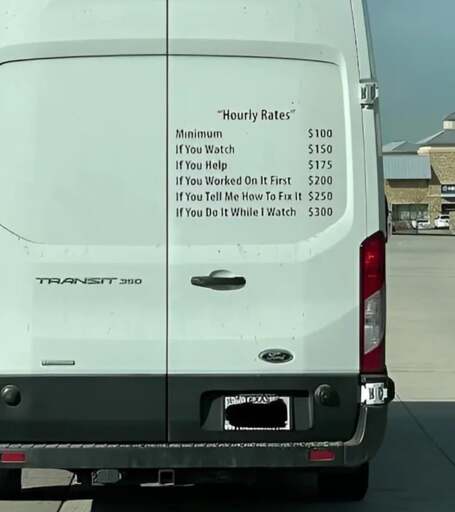 "Hourly Rates"
Minimum $100
If You Watch $150
If You Help $175
If You Worked On It First $200
If You Tell Me How To Fix It $250
If You Do It While I Watch $300
TRANSIT 350
Ford
TEXAS